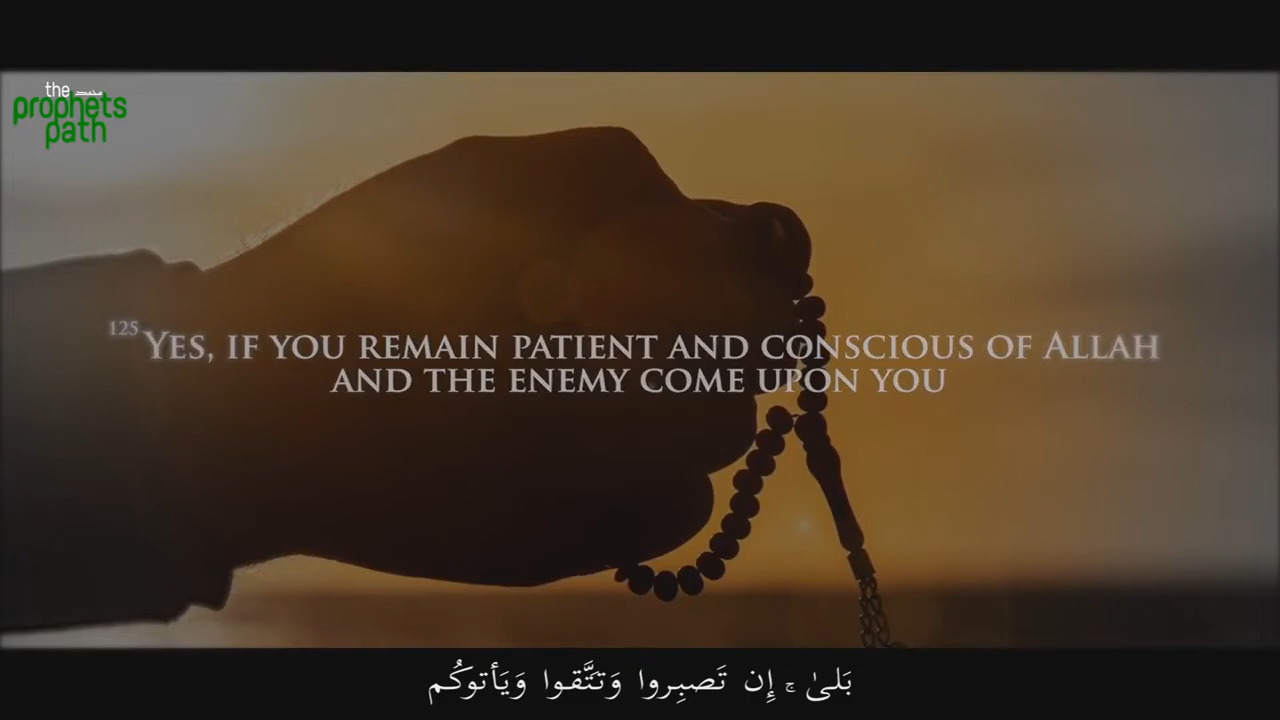 the
prophets
path
125 YES, IF YOU REMAIN PATIENT AND CONSCIOUS OF ALLAH
AND THE ENEMY COME UPON YOU
بَلىٰ ۚ إِن تَصبِروا وَتَتَّقوا وَيَأتوكُم